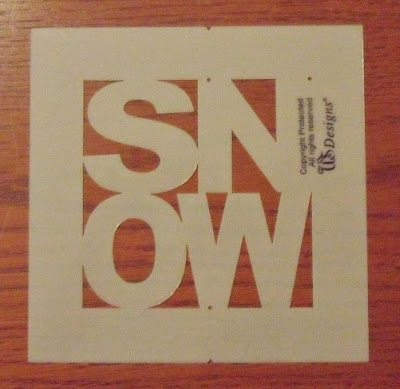 SN
OW
Copyright Protected
All rights reserved
Designs®